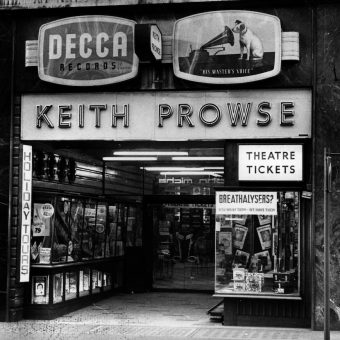 DECCA
RECORDS
"HIS MASTER'S VOICE"
KEITH PROWSE
THEATRE
TICKETS
HOLIDAY TOURS
BREATHALYSERS?